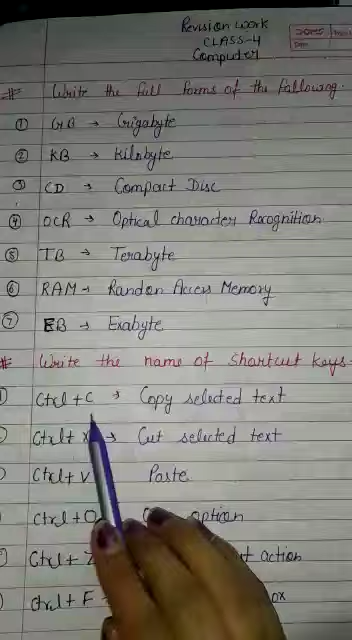 Revision work
CLASS-4
Computer
# Write the full forms of the following.
① GB → Grigabyte
② KB → Kilobyte
③ CD → Compact Disc
④ OCR → Optical character Recognition
⑤ TB → Terabyte
⑥ RAM → Randon Access Memory
⑦ EB → Exabyte
# Write the name of Shortcut keys.
Ctrl + C → Copy selected text
Ctrl + X → Cut selected text
Ctrl + V Paste
Ctrl + O option
Ctrl + Z action
Ctrl + F